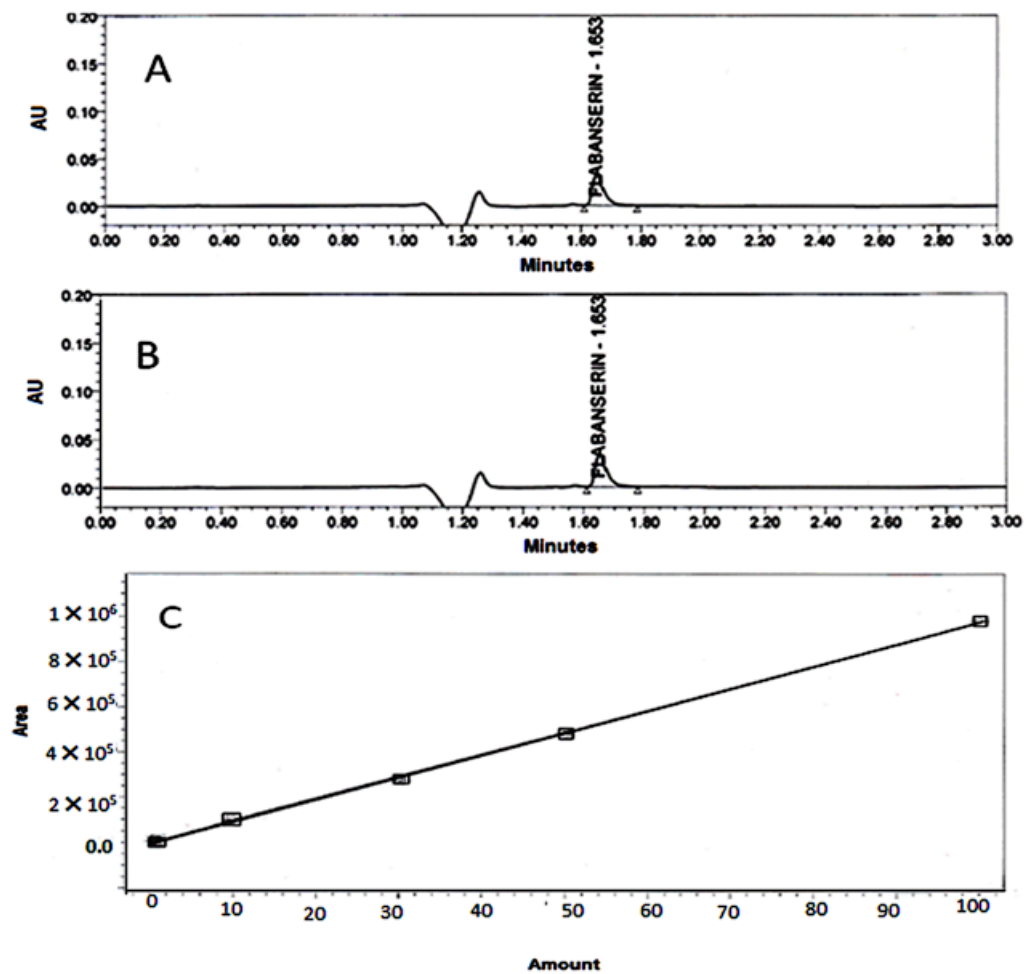 A
AU
0.20
0.15
0.10
0.05
0.00
FLABANSERIN - 1.653
0.00 0.20 0.40 0.60 0.80 1.00 1.20 1.40 1.60 1.80 2.00 2.20 2.40 2.60 2.80 3.00
Minutes
B
AU
0.20
0.15
0.10
0.05
0.00
FLABANSERIN - 1.653
0.00 0.20 0.40 0.60 0.80 1.00 1.20 1.40 1.60 1.80 2.00 2.20 2.40 2.60 2.80 3.00
Minutes
C
Area
1 × 10⁶
8 × 10⁵
6 × 10⁵
4 × 10⁵
2 × 10⁵
0.0
0 10 20 30 40 50 60 70 80 90 100
Amount